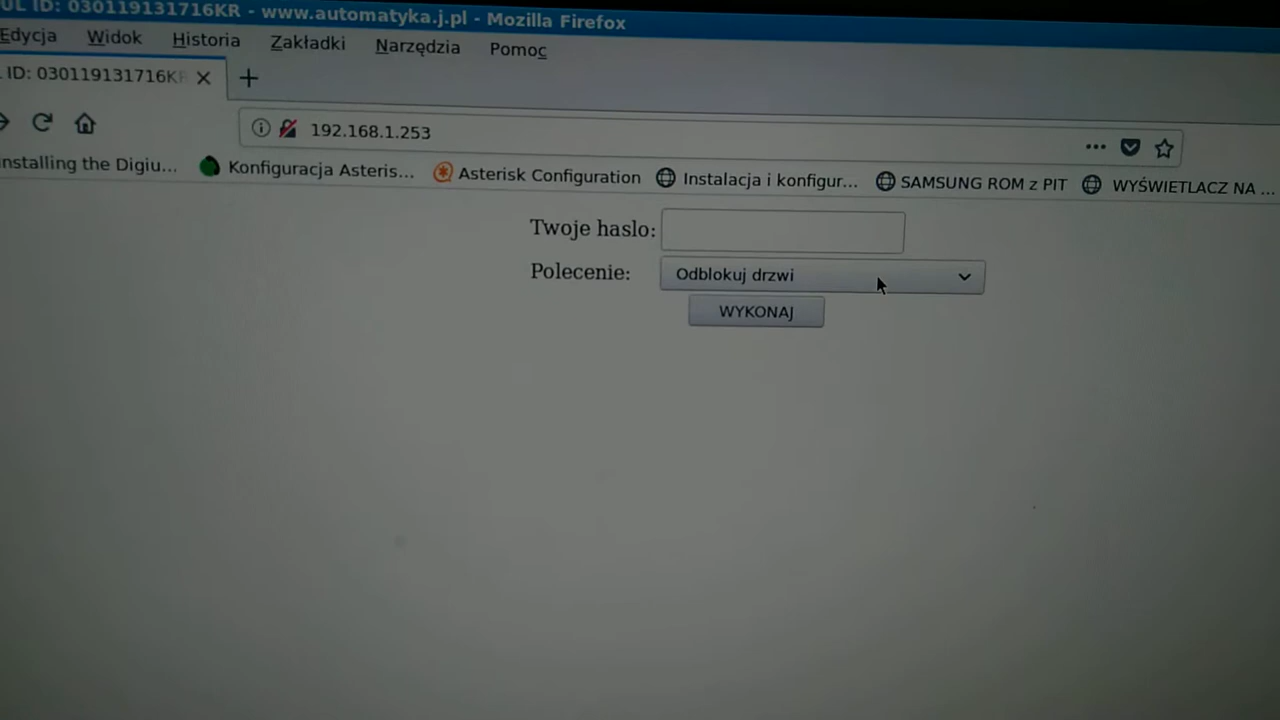 UL ID: 030119131716KR - www.automatyka.j.pl - Mozilla Firefox
Edycja Widok Historia Zakładki Narzędzia Pomoc
ID: 030119131716KR
192.168.1.253
nstalling the Digiu... Konfiguracja Asteris... Asterisk Configuration Instalacja i konfigur... SAMSUNG ROM z PIT WYŚWIETLACZ NA ...
Twoje haslo:
Polecenie: Odblokuj drzwi
WYKONAJ